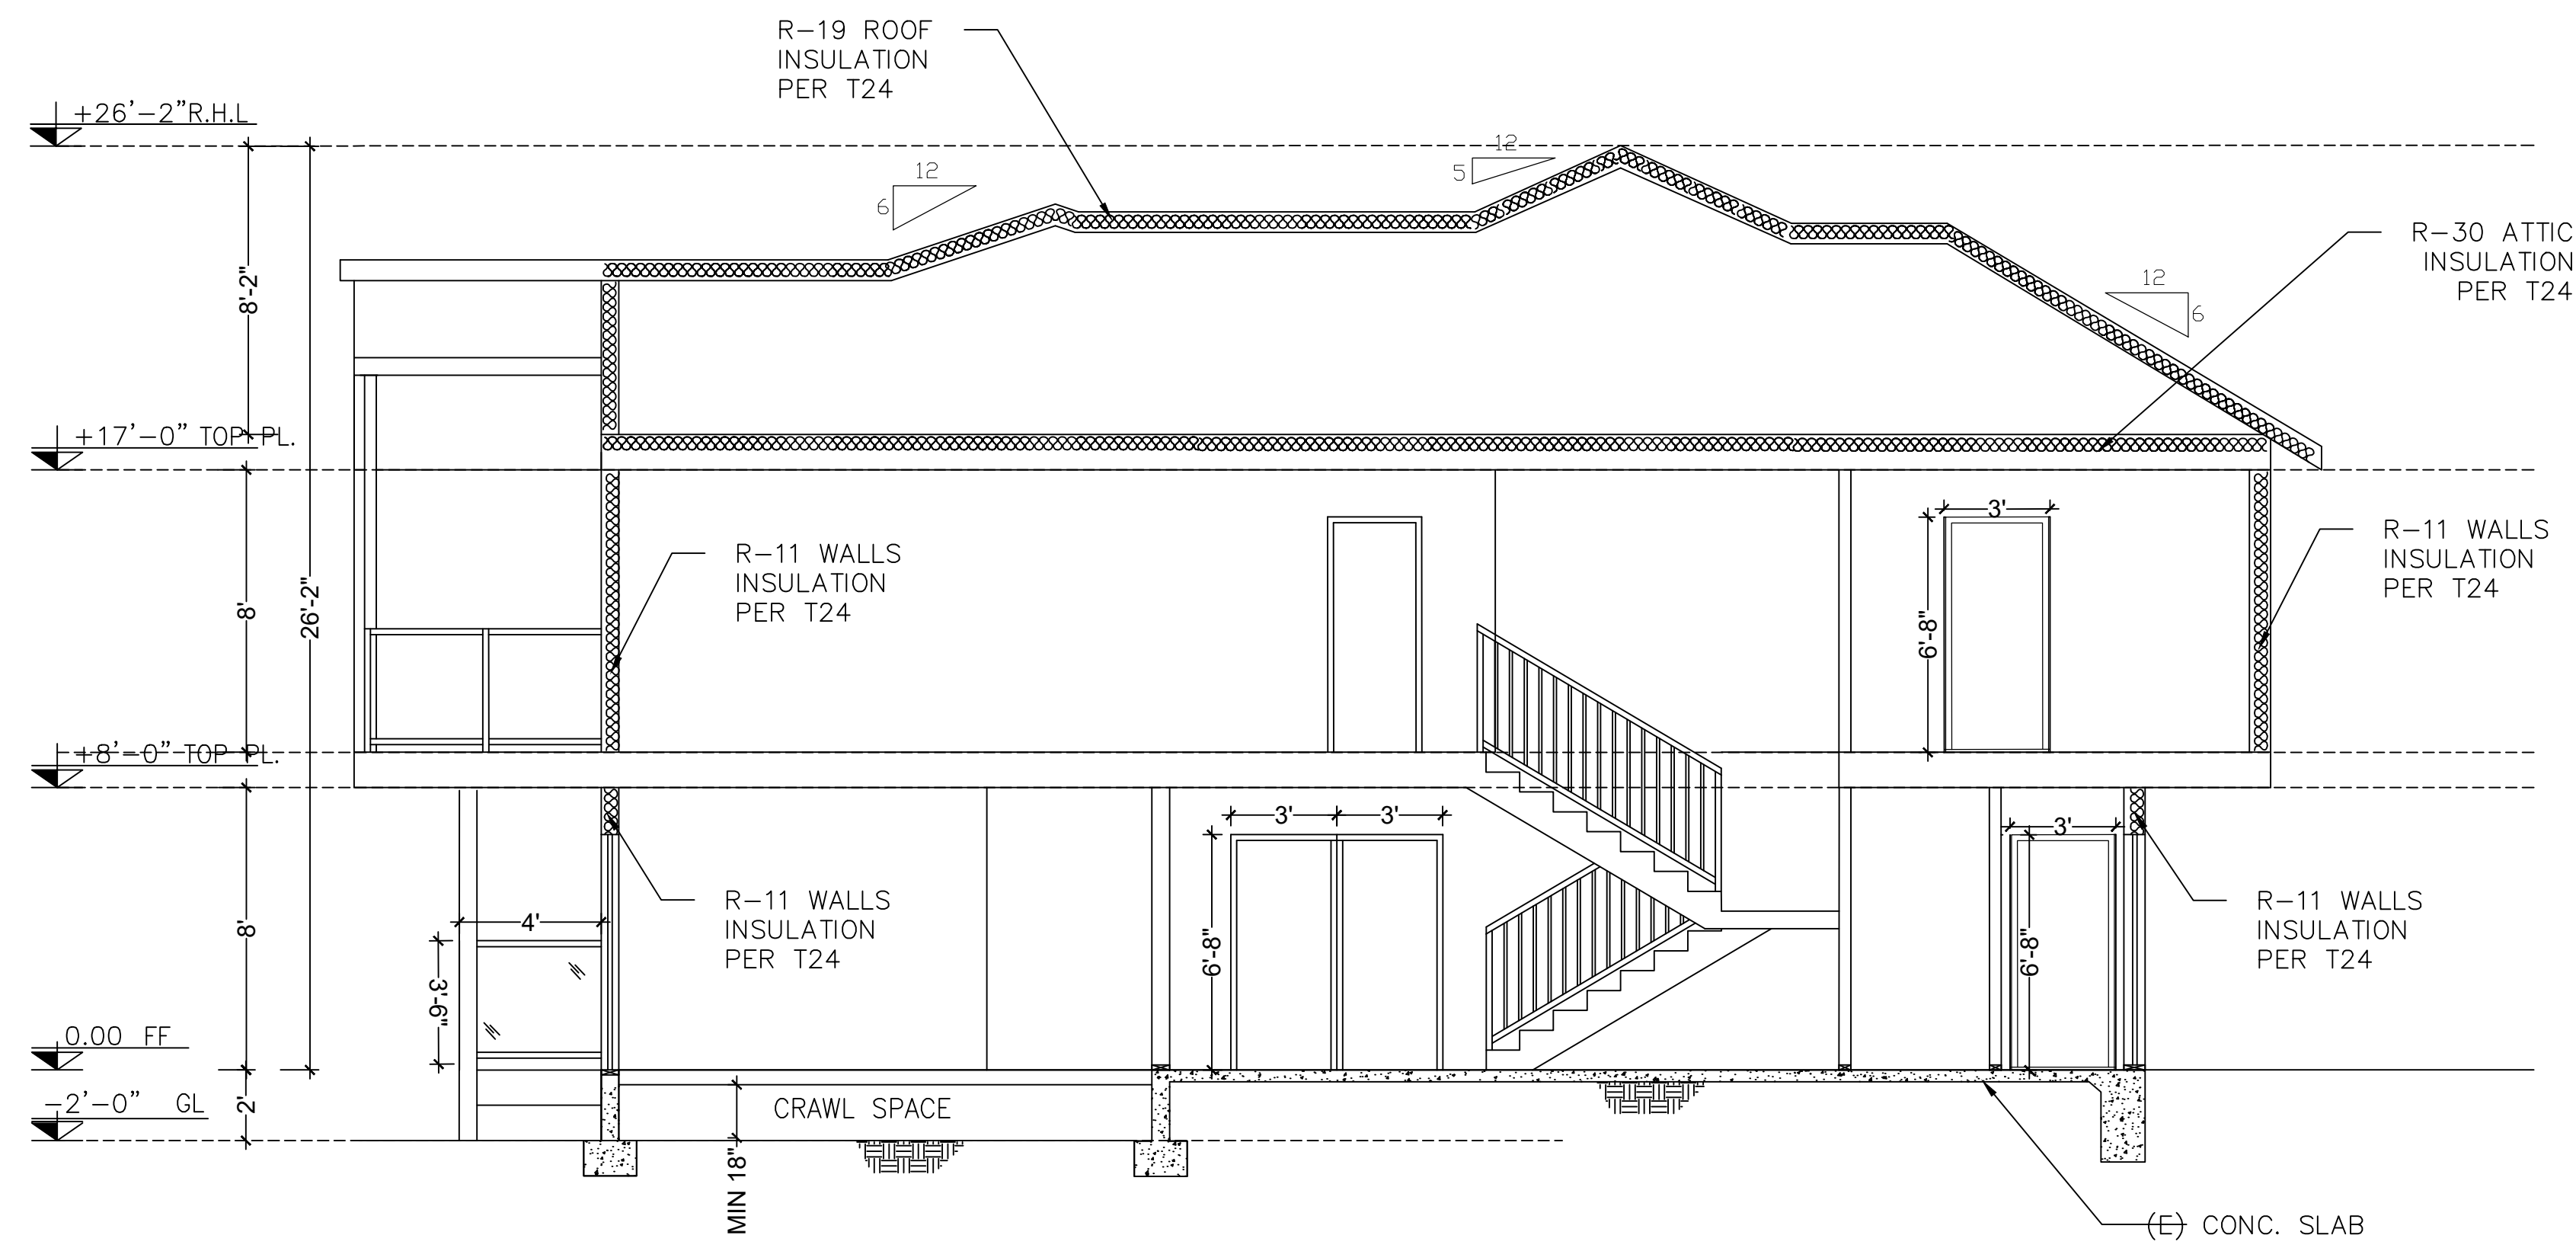 R-19 ROOF
INSULATION
PER T24
+26'-2"R.H.L
12
5
12
6
R-30 ATTIC
INSULATION
PER T24
12
6
8'-2"
+17'-0" TOP PL.
3'
R-11 WALLS
INSULATION
PER T24
R-11 WALLS
INSULATION
PER T24
8'
26'-2"
6'-8"
+8'-0" TOP PL.
3'
3'
3'
R-11 WALLS
INSULATION
PER T24
R-11 WALLS
INSULATION
PER T24
4'
8'
3'-6"
6'-8"
6'-8"
0.00 FF
-2'-0" GL
2'
CRAWL SPACE
MIN 18"
(E) CONC. SLAB